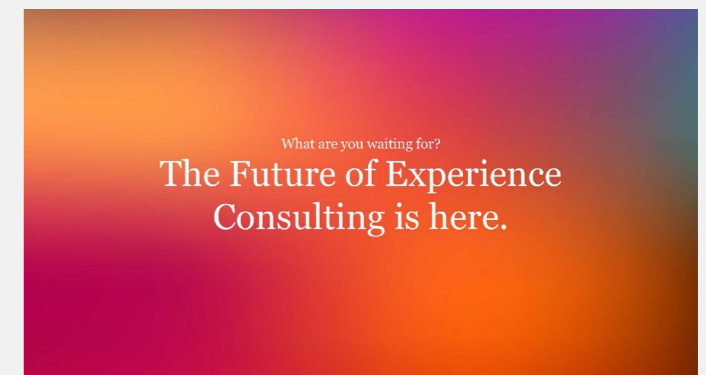 What are you waiting for?
The Future of Experience
Consulting is here.